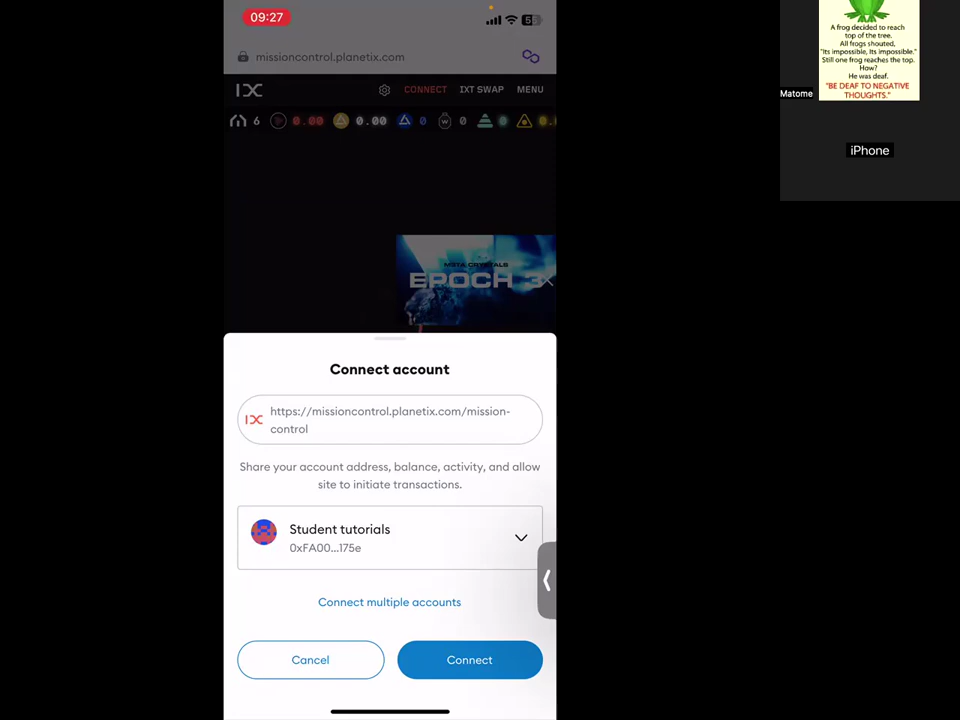 09:27
missioncontrol.planetix.com
IX
CONNECT
IXT SWAP
MENU
6
0.00
0.00
0
0
0
EPOCH 3
Connect account
IX
https://missioncontrol.planetix.com/mission-
control
Share your account address, balance, activity, and allow
site to initiate transactions.
Student tutorials
0xFA00...175e
Connect multiple accounts
Cancel
Connect
A frog decided to reach
top of the tree.
All frogs shouted,
"Its impossible, Its impossible."
Still one frog reaches the top.
How?
He was deaf.
"BE DEAF TO NEGATIVE
THOUGHTS."
Matome
iPhone